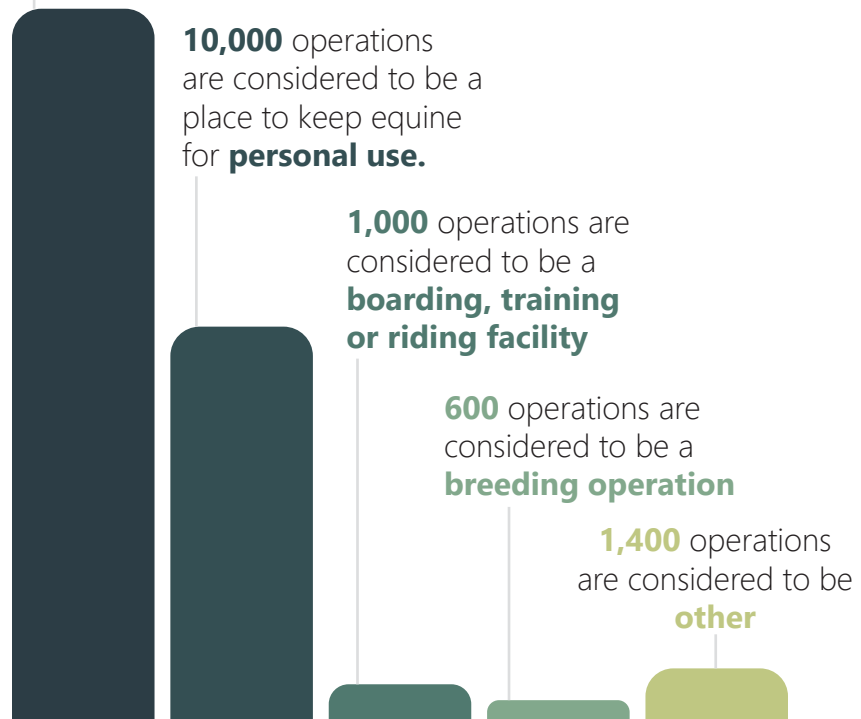 10,000 operations
are considered to be a
place to keep equine
for personal use.
1,000 operations are
considered to be a
boarding, training
or riding facility
600 operations are
considered to be a
breeding operation
1,400 operations
are considered to be
other